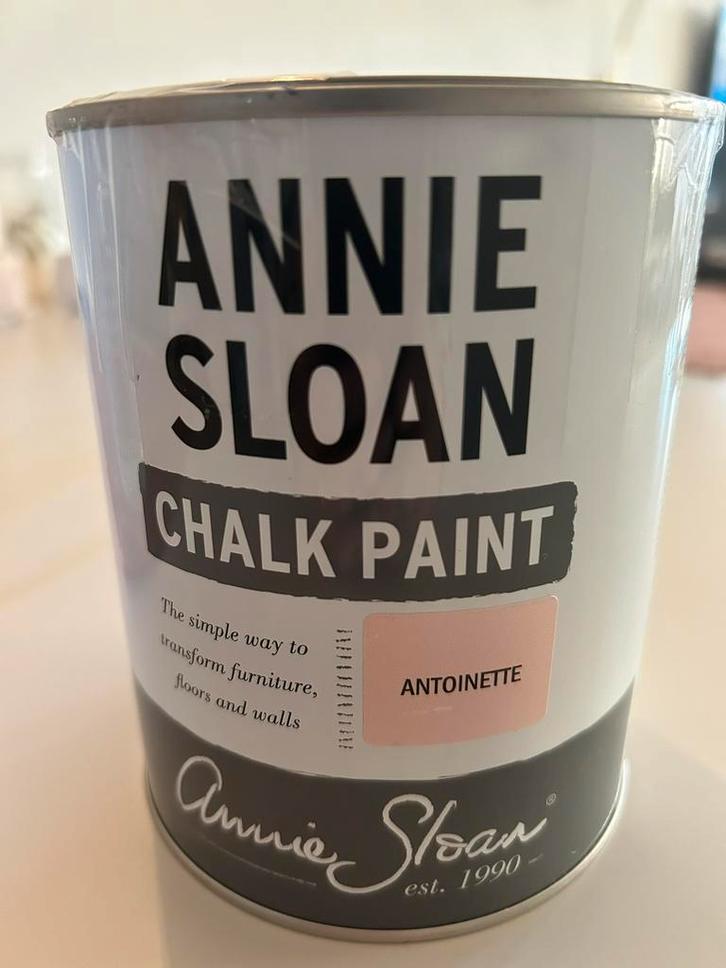 ANNIE
SLOAN
CHALK PAINT
The simple way to
transform furniture,
floors and walls
ANTOINETTE
Annie Sloan®
est. 1990